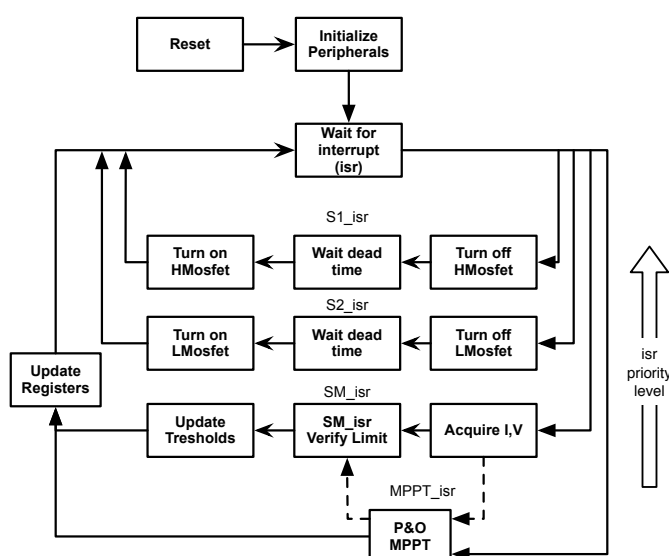 Reset
Initialize
Peripherals
Wait for
interrupt
(isr)
S1_isr
Turn on
HMosfet
Wait dead
time
Turn off
HMosfet
S2_isr
Turn on
LMosfet
Wait dead
time
Turn off
LMosfet
isr
priority
level
Update
Registers
SM_isr
Update
Tresholds
SM_isr
Verify Limit
Acquire I,V
MPPT_isr
P&O
MPPT